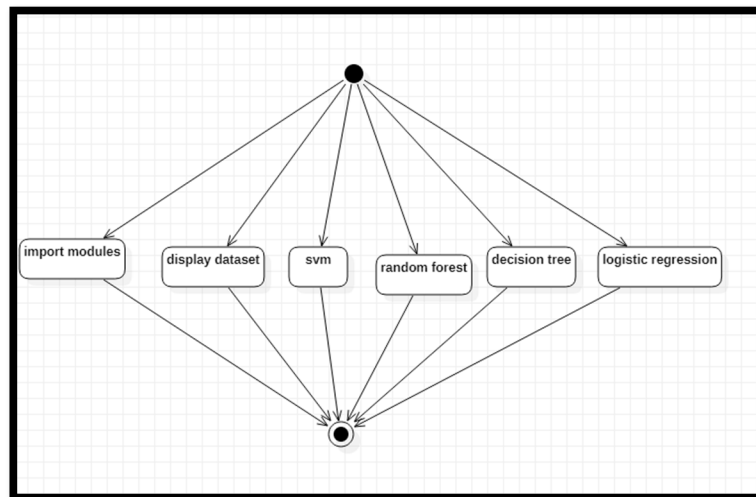 import modules
display dataset
svm
random forest
decision tree
logistic regression